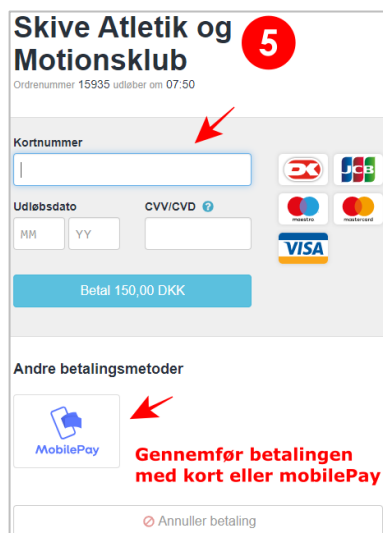 Skive Atletik og
Motionsklub
5
Ordrenummer 15935 udløber om 07:50
Kortnummer
DK JCB
Udløbsdato CVV/CVD ?
MM YY
maestro mastercard
VISA
Betal 150,00 DKK
Andre betalingsmetoder
MobilePay
Gennemfør betalingen
med kort eller mobilePay
Annuller betaling